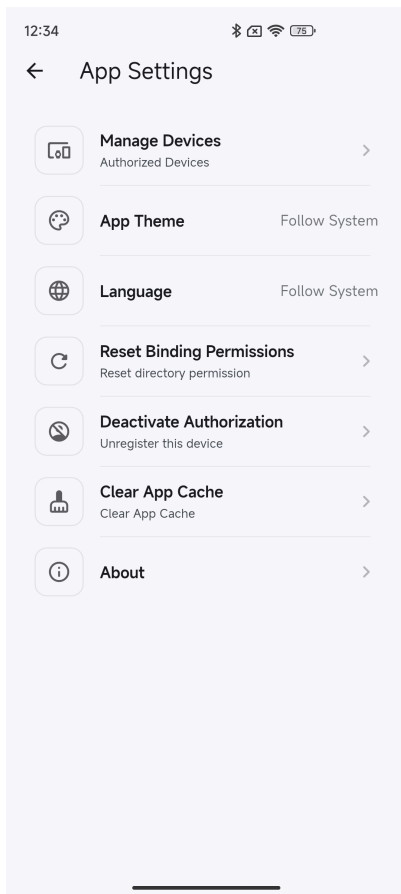 12:34
75
App Settings
Manage Devices
Authorized Devices
App Theme
Follow System
Language
Follow System
Reset Binding Permissions
Reset directory permission
Deactivate Authorization
Unregister this device
Clear App Cache
Clear App Cache
About